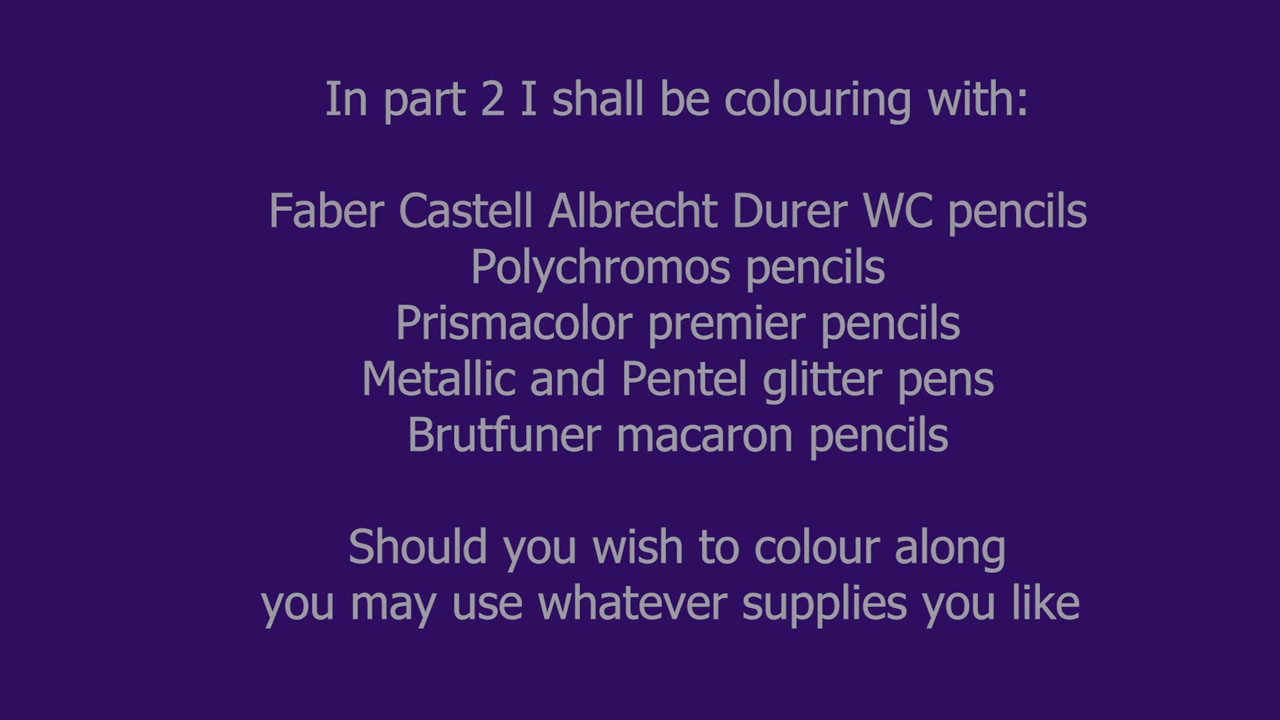 In part 2 I shall be colouring with:
Faber Castell Albrecht Durer WC pencils
Polychromos pencils
Prismacolor premier pencils
Metallic and Pentel glitter pens
Brutfuner macaron pencils
Should you wish to colour along
you may use whatever supplies you like